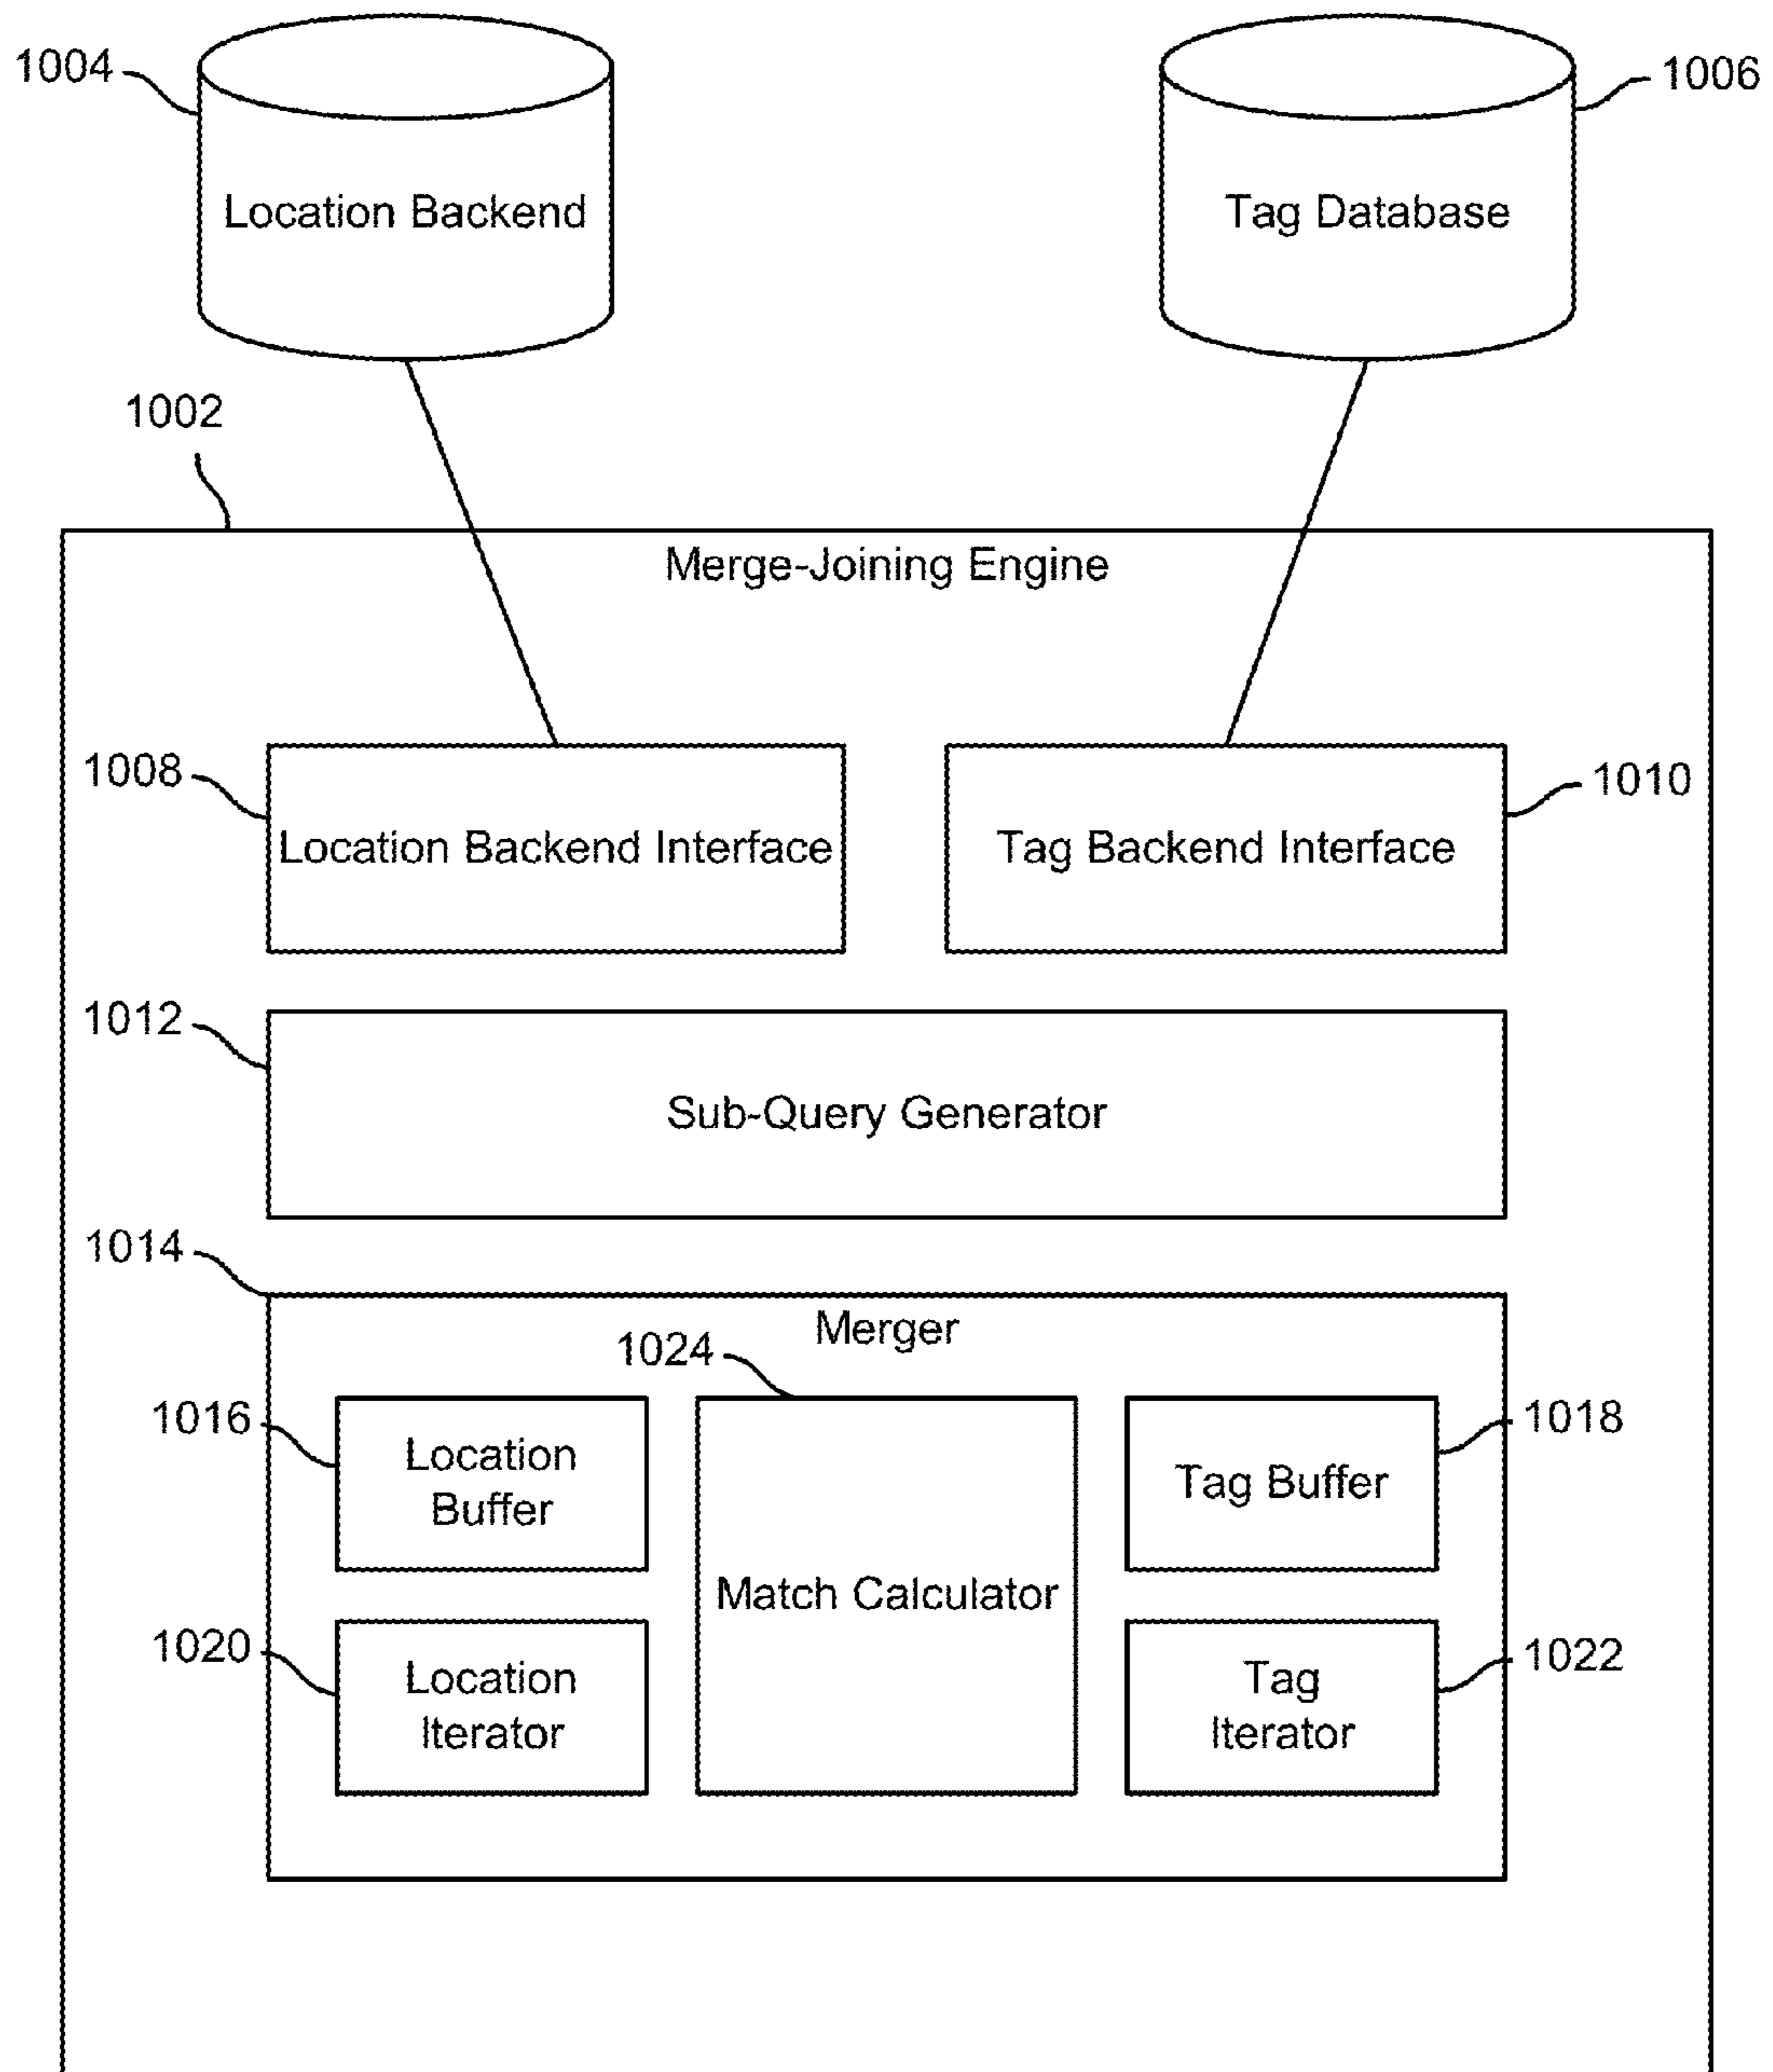 1004
1006
Location Backend
Tag Database
1002
Merge-Joining Engine
1008
1010
Location Backend Interface
Tag Backend Interface
1012
Sub-Query Generator
1014
Merger
1024
1016
1018
Location
Buffer
Tag Buffer
Match Calculator
1020
1022
Location
Iterator
Tag
Iterator